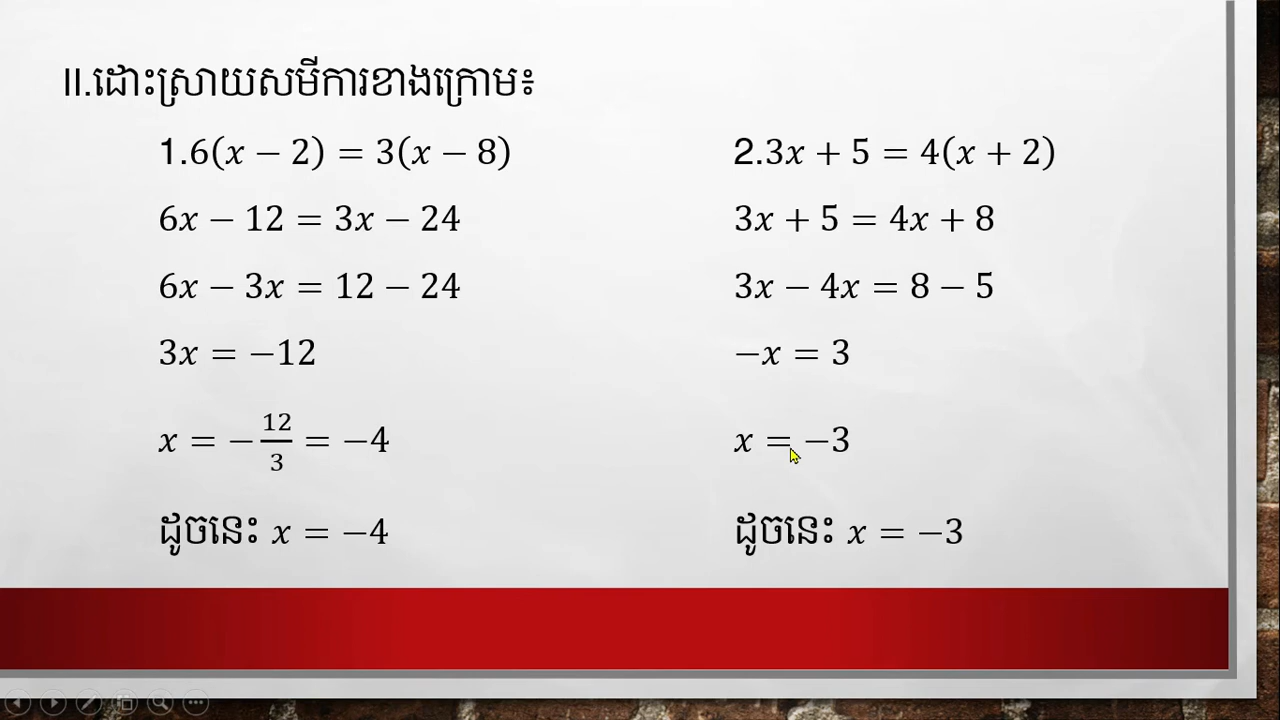 II.ដោះស្រាយសមីការខាងក្រោម៖
1.6(x − 2) = 3(x − 8)
6x − 12 = 3x − 24
6x − 3x = 12 − 24
3x = −12
x = −12/3 = −4
ដូចនេះ x = −4
2.3x + 5 = 4(x + 2)
3x + 5 = 4x + 8
3x − 4x = 8 − 5
−x = 3
x = −3
ដូចនេះ x = −3